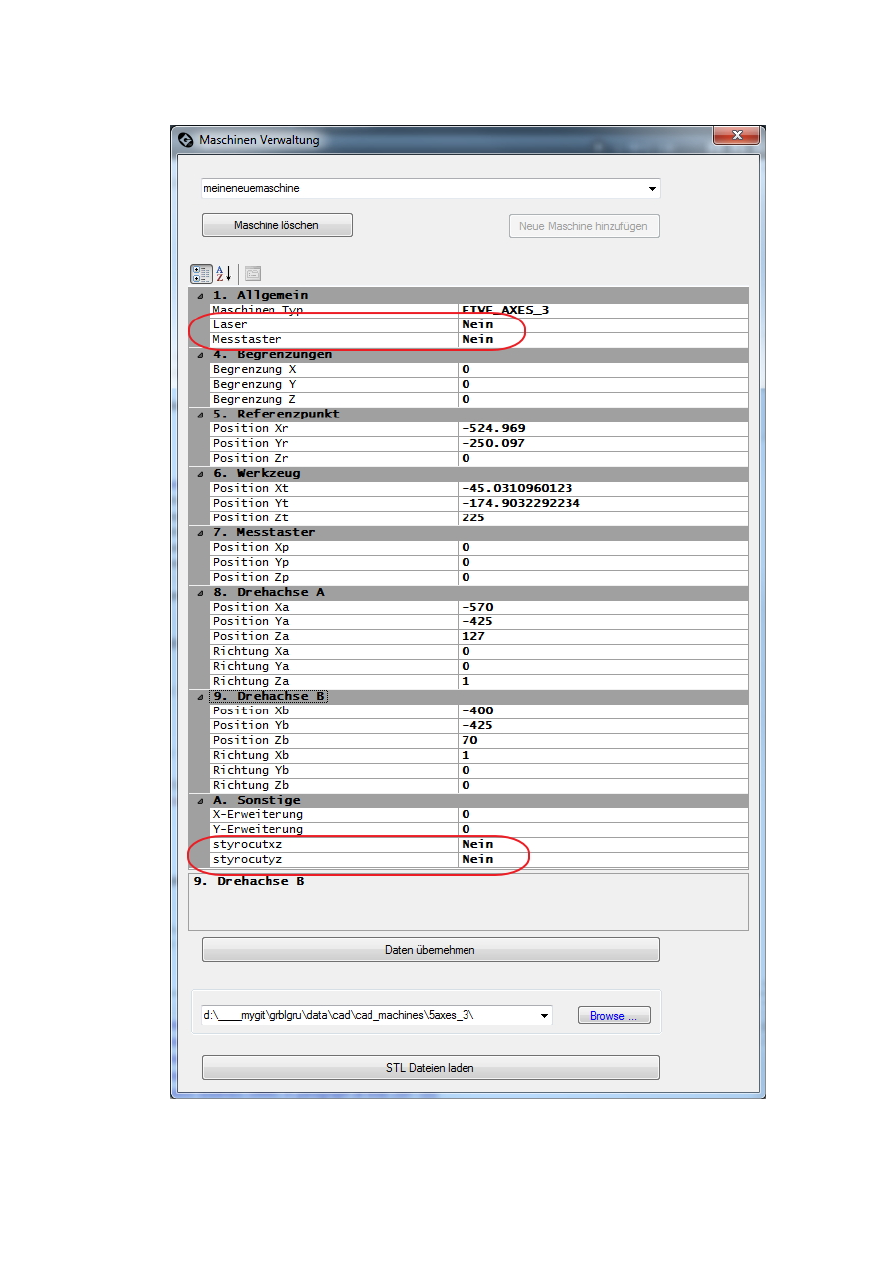 Maschinen Verwaltung
meineneuemaschine
Maschine löschen Neue Maschine hinzufügen
1. Allgemein
Maschinen Typ FIVE_AXES_3
Laser Nein
Messtaster Nein
4. Begrenzungen
Begrenzung X 0
Begrenzung Y 0
Begrenzung Z 0
5. Referenzpunkt
Position Xr -524.969
Position Yr -250.097
Position Zr 0
6. Werkzeug
Position Xt -45.0310960123
Position Yt -174.9032292234
Position Zt 225
7. Messtaster
Position Xp 0
Position Yp 0
Position Zp 0
8. Drehachse A
Position Xa -570
Position Ya -425
Position Za 127
Richtung Xa 0
Richtung Ya 0
Richtung Za 1
9. Drehachse B
Position Xb -400
Position Yb -425
Position Zb 70
Richtung Xb 1
Richtung Yb 0
Richtung Zb 0
A. Sonstige
X-Erweiterung 0
Y-Erweiterung 0
styrocutxz Nein
styrocutyz Nein
9. Drehachse B
Daten übernehmen
d:\____mygit\grblgru\data\cad\cad_machines\5axes_3\ Browse ...
STL Dateien laden